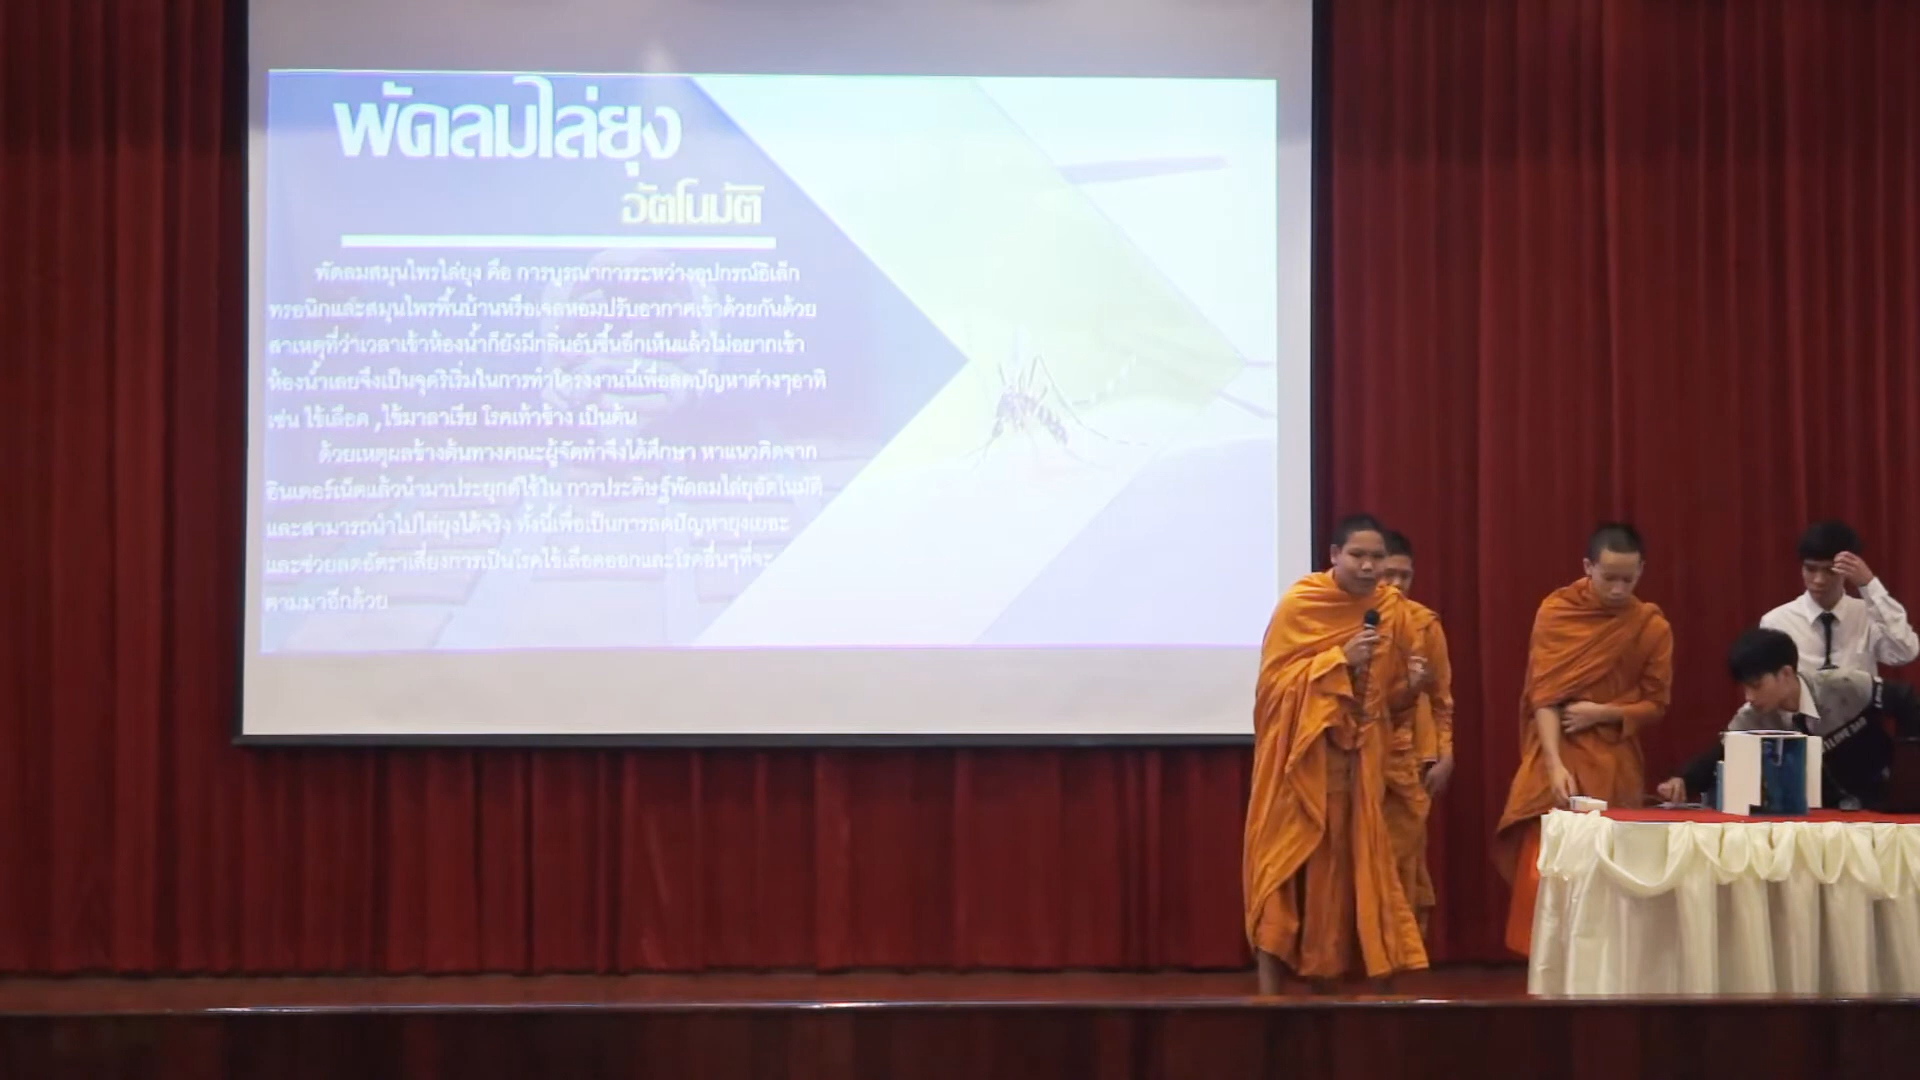 พัดลมไล่ยุง
อัตโนมัติ
พัดลมสมุนไพรไล่ยุง คือ การบูรณาการระหว่างอุปกรณ์อิเล็ก
ทรอนิกและสมุนไพรพื้นบ้านหรือเจลหอมปรับอากาศเข้าด้วยกันด้วย
สาเหตุที่ว่าเวลาเข้าห้องน้ำก็ยังมีกลิ่นอับชื้นอีกเห็นแล้วไม่อยากเข้า
ห้องน้ำเลยจึงเป็นจุดริเริ่มในการทำโครงงานนี้เพื่อลดปัญหาต่างๆอาทิ
เช่น ไข้เลือด ,ไข้มาลาเรีย โรคเท้าช้าง เป็นต้น
ด้วยเหตุผลข้างต้นทางคณะผู้จัดทำจึงได้ศึกษา หาแนวคิดจาก
อินเตอร์เน็ตแล้วนำมาประยุกต์ใช้ใน การประดิษฐ์พัดลมไล่ยุอัตโนมัติ
และสามารถนำไปไล่ยุงได้จริง ทั้งนี้เพื่อเป็นการลดปัญหายุงเยอะ
และช่วยลดอัตราเสี่ยงการเป็นโรคไข้เลือดออกและโรคอื่นๆที่จะ
ตามมาอีกด้วย